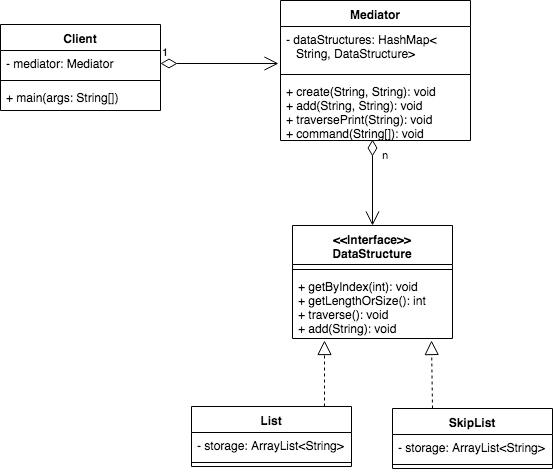 Client
- mediator: Mediator
+ main(args: String[])
1
Mediator
- dataStructures: HashMap<
String, DataStructure>
+ create(String, String): void
+ add(String, String): void
+ traversePrint(String): void
+ command(String[]): void
n
<<Interface>>
DataStructure
+ getByIndex(int): void
+ getLengthOrSize(): int
+ traverse(): void
+ add(String): void
List
- storage: ArrayList<String>
SkipList
- storage: ArrayList<String>